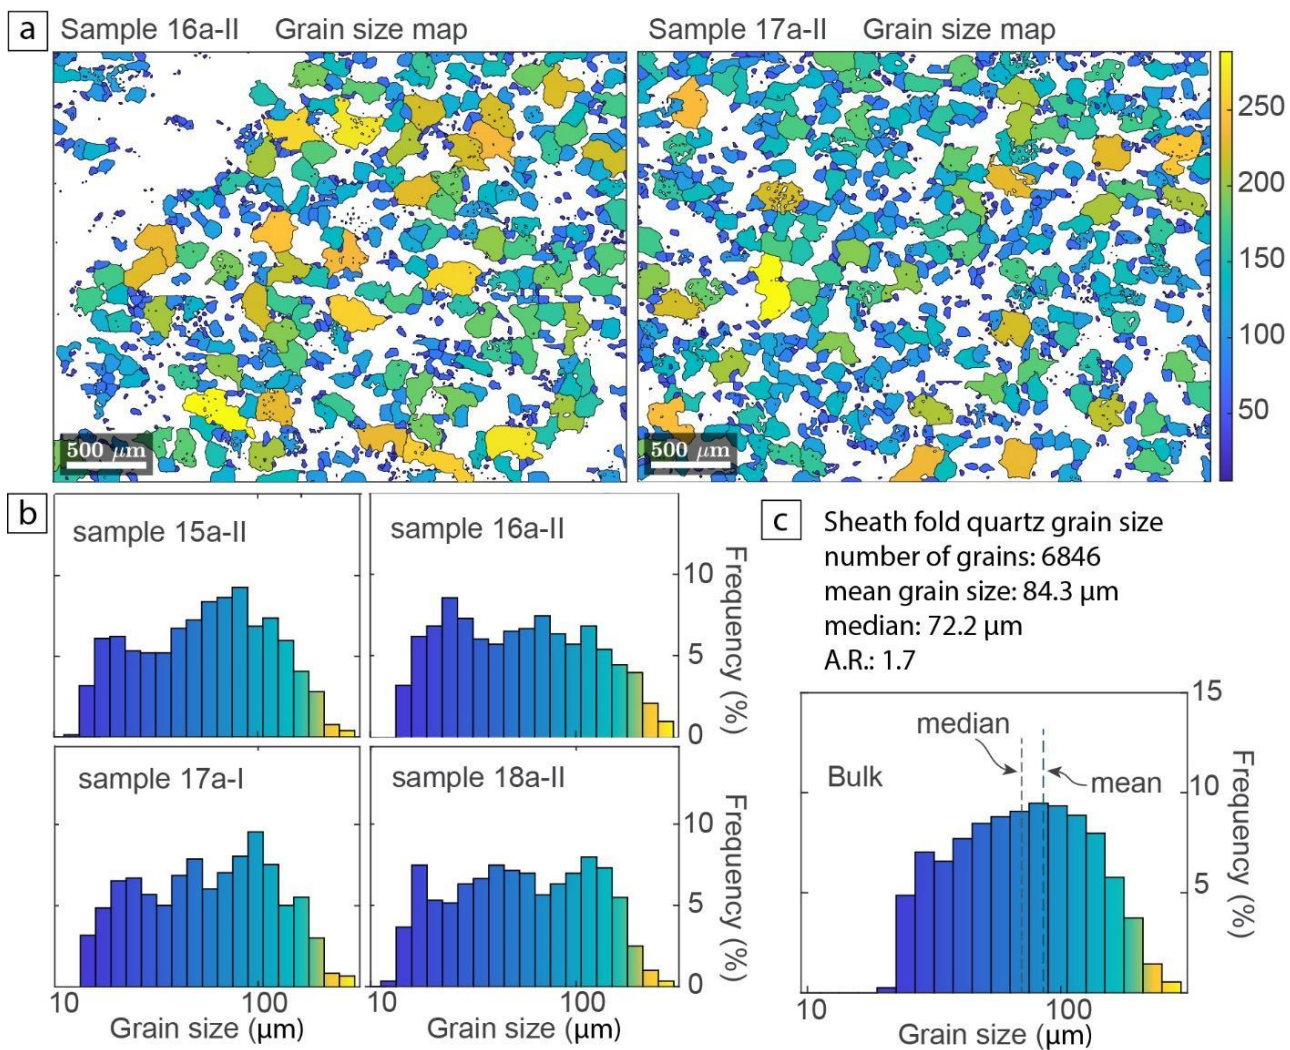 a
Sample 16a-II Grain size map
Sample 17a-II Grain size map
250
200
150
100
50
500 μm
500 μm
b
sample 15a-II
sample 16a-II
10
5
0
Frequency (%)
sample 17a-I
sample 18a-II
10
5
0
Frequency (%)
10
100
10
100
Grain size (μm)
Grain size (μm)
c
Sheath fold quartz grain size
number of grains: 6846
mean grain size: 84.3 μm
median: 72.2 μm
A.R.: 1.7
15
10
5
Frequency (%)
median
mean
Bulk
10
100
Grain size (μm)